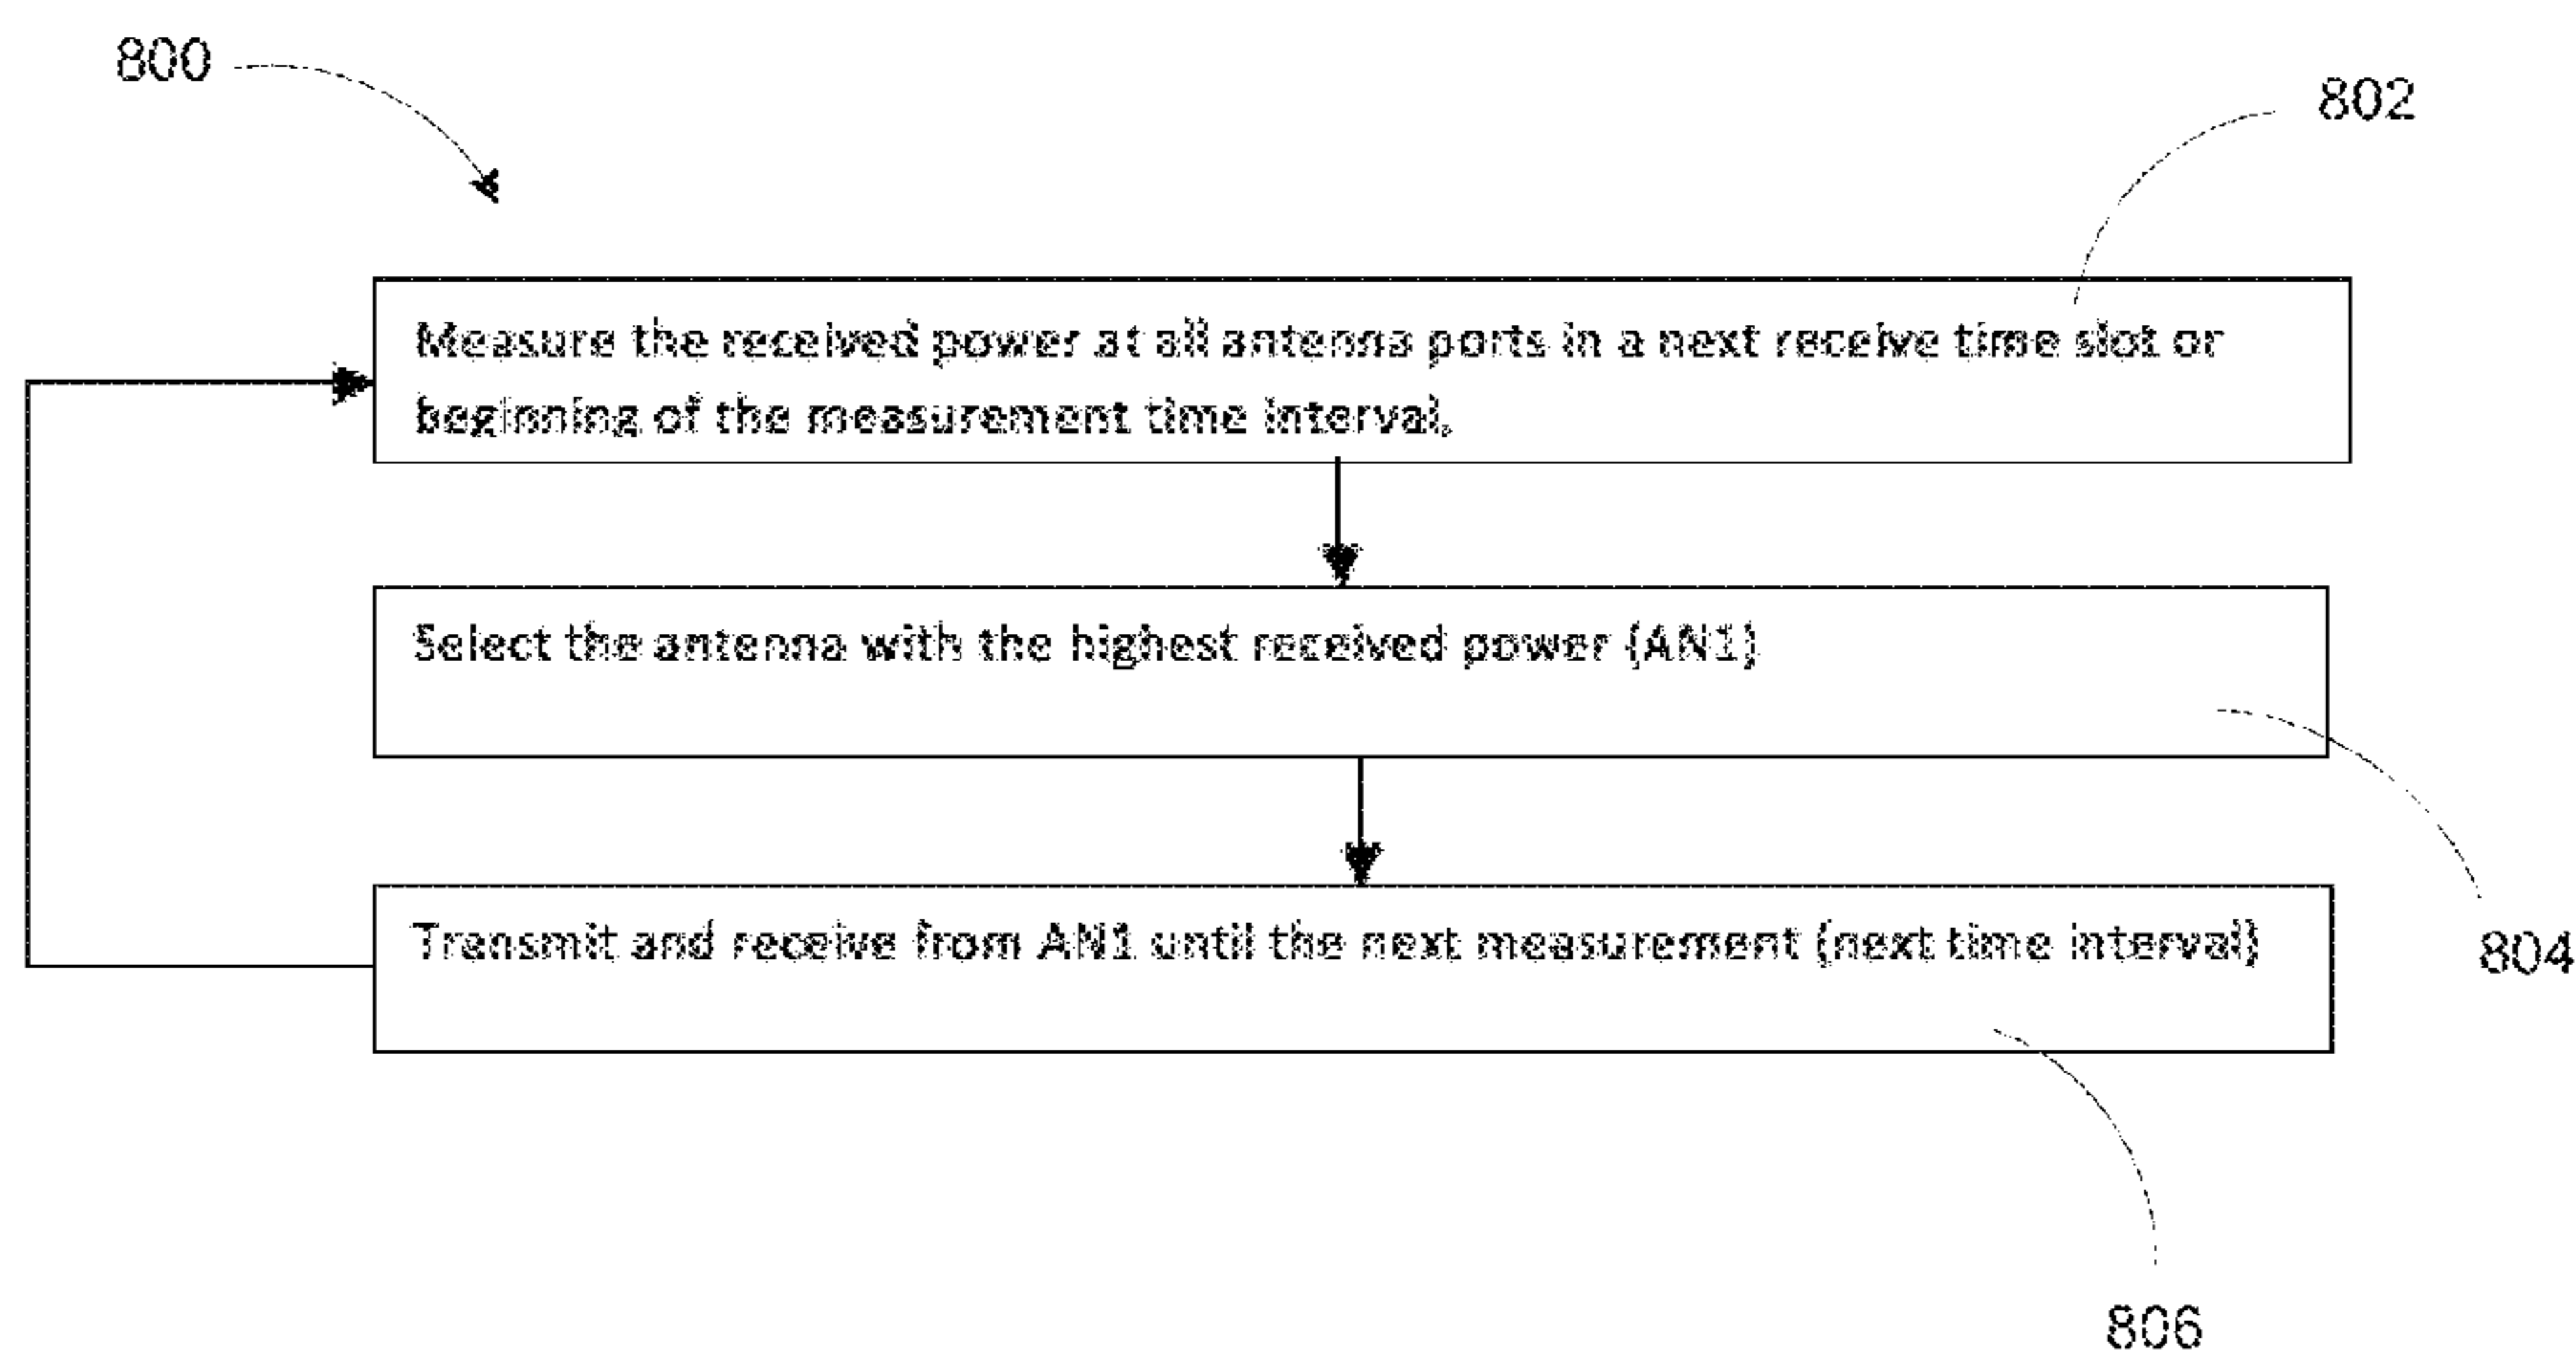 800
802
Measure the received power at all antenna ports in a next receive time slot or
beginning of the measurement time interval.
Select the antenna with the highest received power (AN1)
Transmit and receive from AN1 until the next measurement (next time interval)
804
806